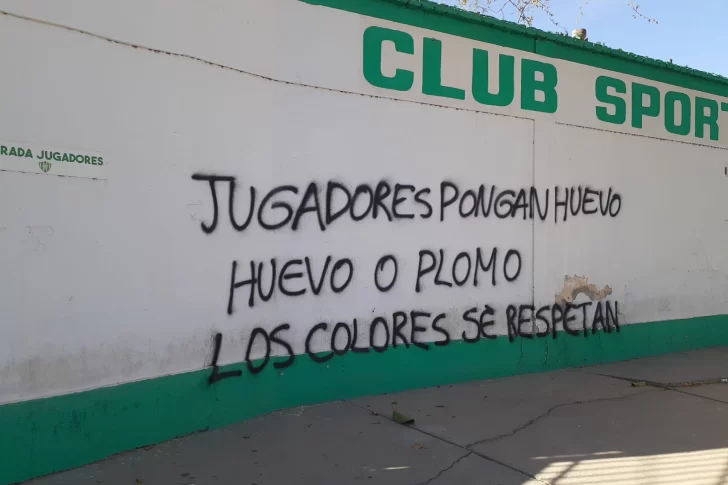 CLUB SPORT
RADA JUGADORES
JUGADORES PONGAN HUEVO
HUEVO O PLOMO
LOS COLORES SE RESPETAN